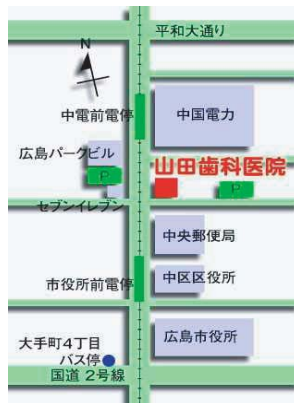 平和大通り
N
中電前電停
中国電力
広島パークビル
山田歯科医院
P
P
セブンイレブン
中央郵便局
市役所前電停
中区区役所
広島市役所
大手町4丁目
バス停
国道 2号線